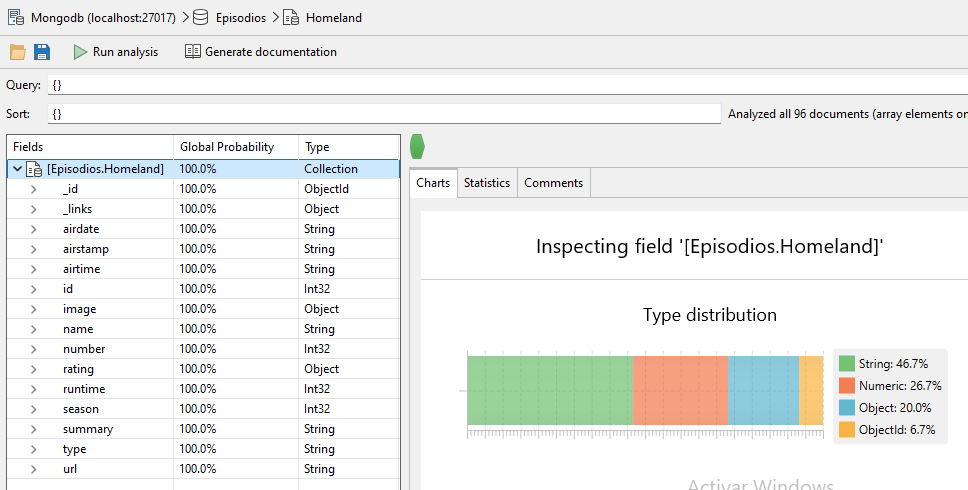 Mongodb (localhost:27017) Episodios Homeland
Run analysis Generate documentation
Query: {}
Sort: {} Analyzed all 96 documents (array elements on
Fields Global Probability Type
[Episodios.Homeland] 100.0% Collection
_id 100.0% ObjectId
_links 100.0% Object
airdate 100.0% String
airstamp 100.0% String
airtime 100.0% String
id 100.0% Int32
image 100.0% Object
name 100.0% String
number 100.0% Int32
rating 100.0% Object
runtime 100.0% Int32
season 100.0% Int32
summary 100.0% String
type 100.0% String
url 100.0% String
Charts Statistics Comments
Inspecting field '[Episodios.Homeland]'
Type distribution
String: 46.7%
Numeric: 26.7%
Object: 20.0%
ObjectId: 6.7%
Activar Windows